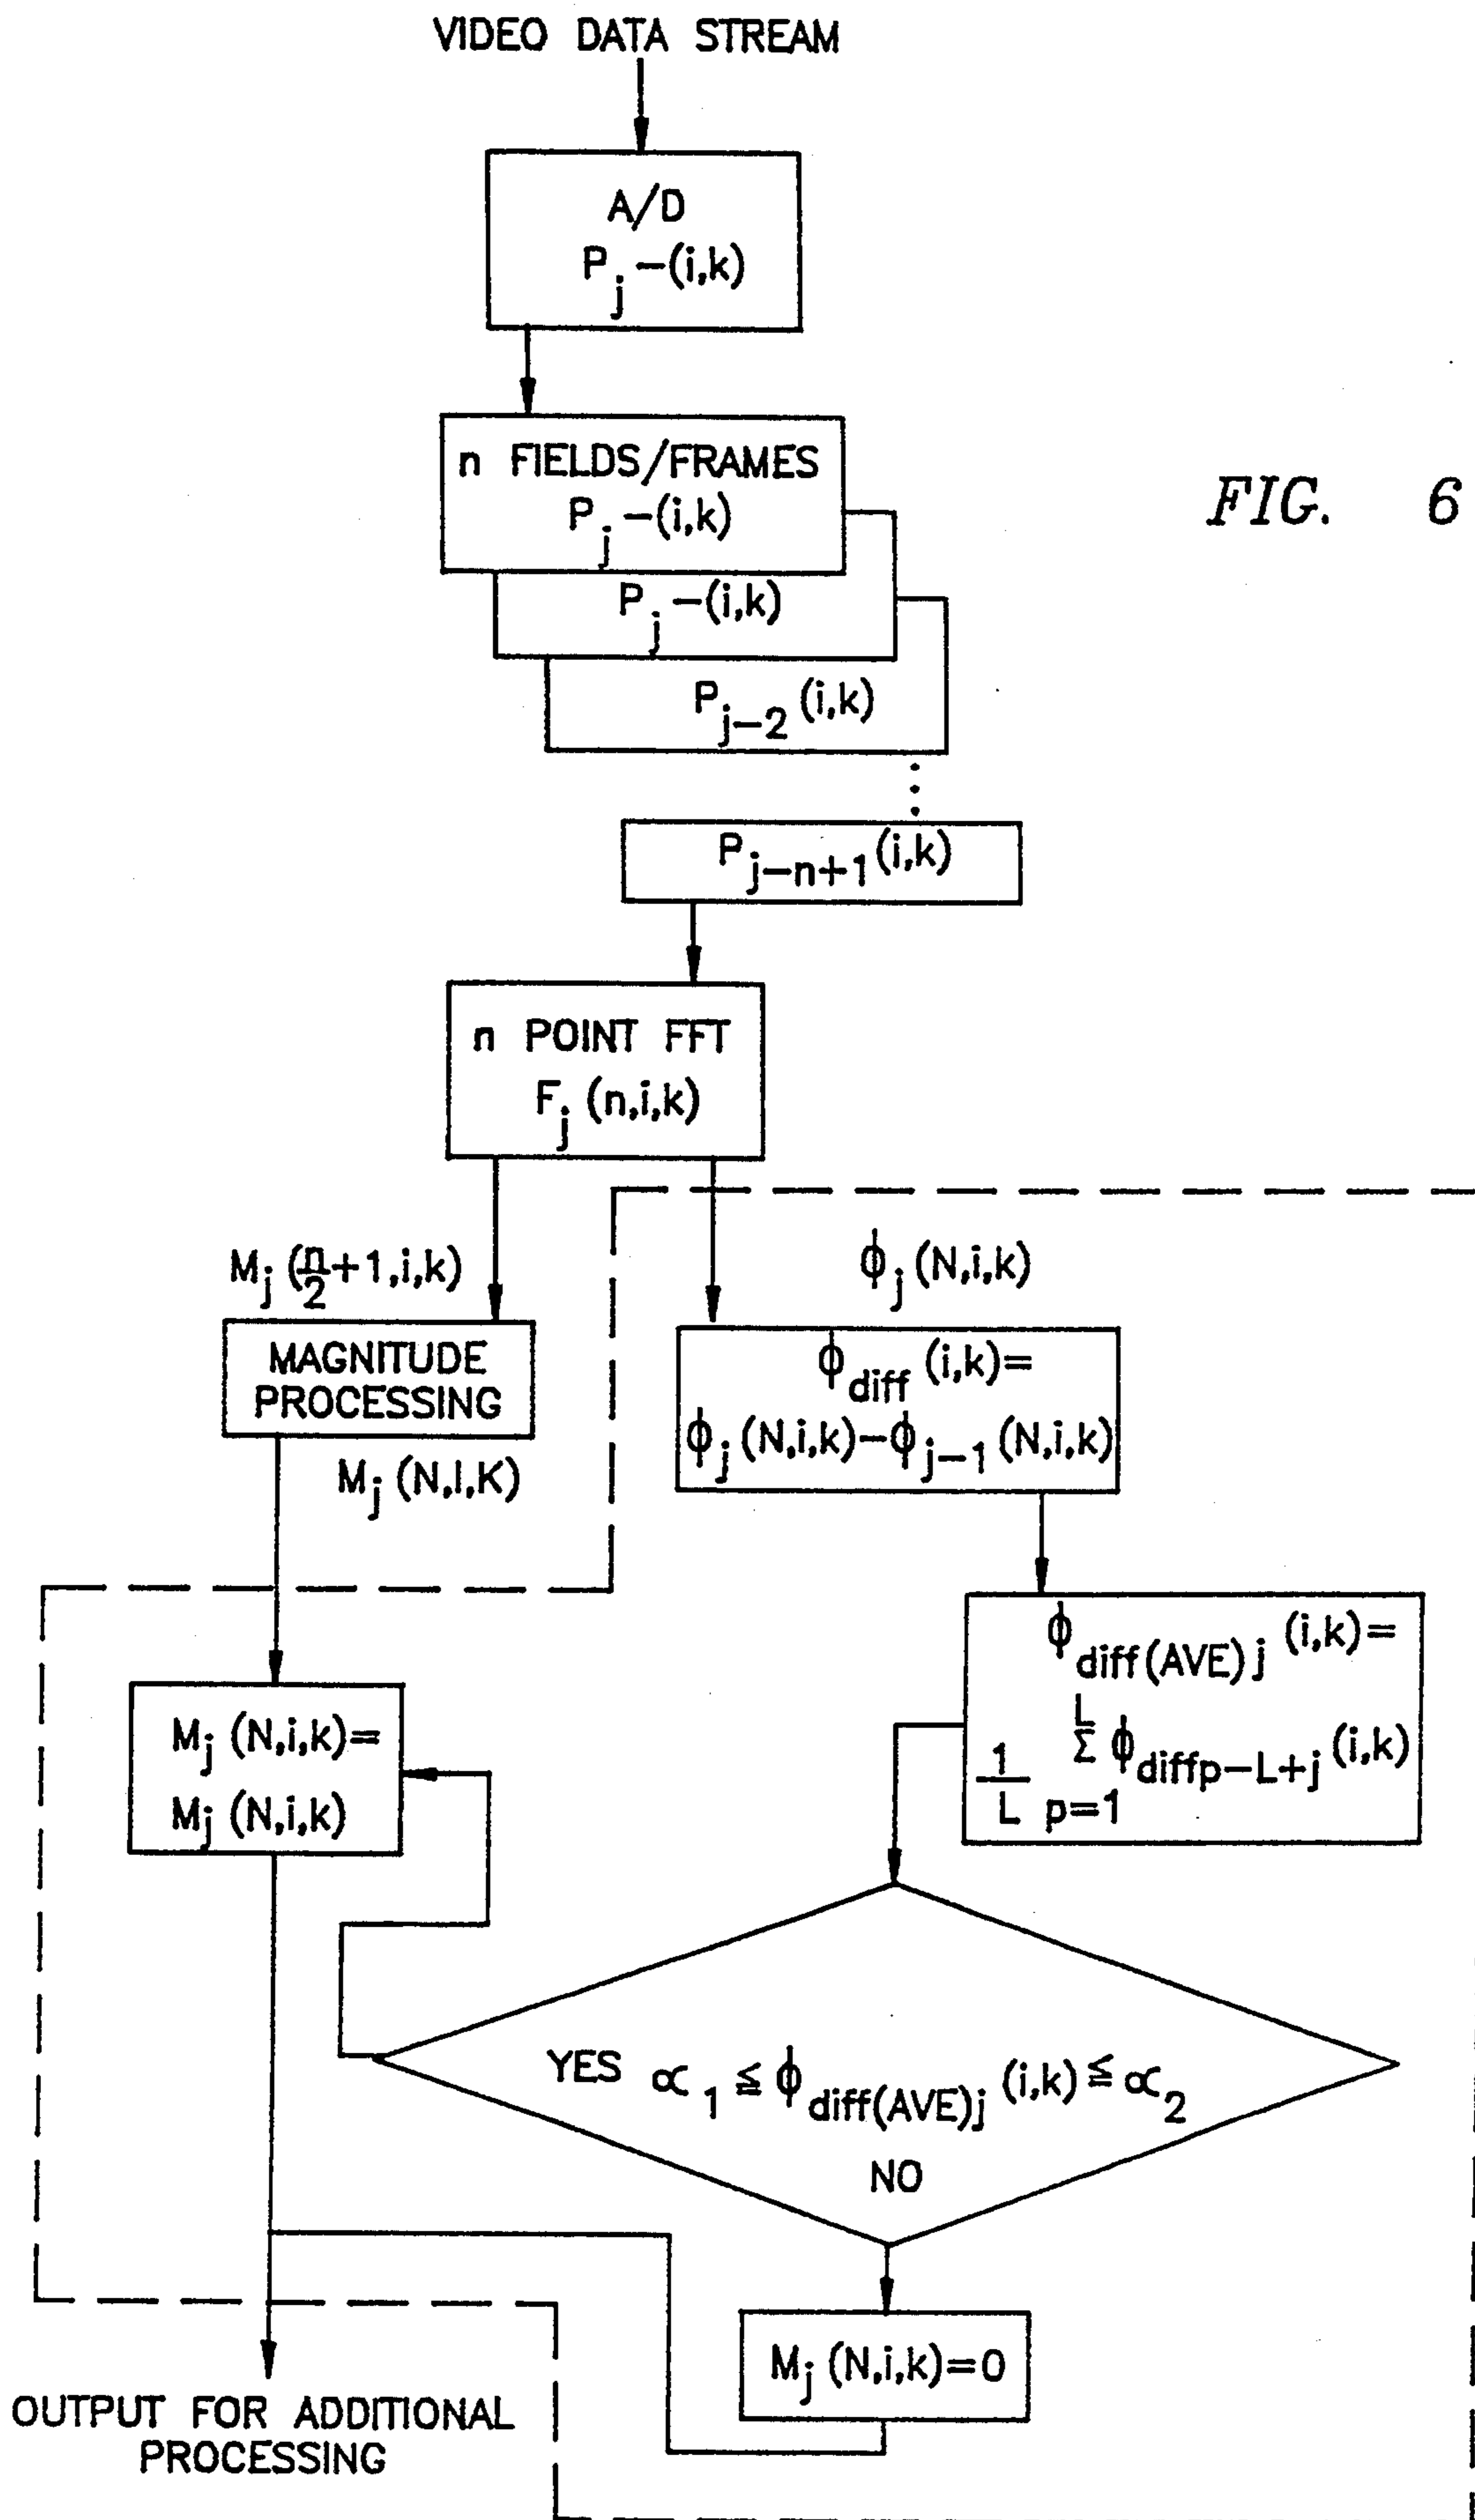 VIDEO DATA STREAM
A/D
P_j-(i,k)
n FIELDS/FRAMES
P_j-(i,k)
FIG. 6
P_j-(i,k)
P_j-2 (i,k)
P_j-n+1 (i,k)
n POINT FFT
F_j (n,i,k)
M_j (n/2+1,i,k)
ϕ_j (N,i,k)
MAGNITUDE
PROCESSING
ϕ_diff (i,k)=
ϕ_j (N,i,k)-ϕ_j-1 (N,i,k)
M_j (N,I,K)
ϕ_diff(AVE)j (i,k)=
1/L Σ p=1 L ϕ_diffp-L+j (i,k)
M_j (N,i,k)=
M_j (N,i,k)
YES ∝_1 ≦ ϕ_diff(AVE)j (i,k) ≦ ∝_2
NO
M_j (N,i,k)=0
OUTPUT FOR ADDITIONAL
PROCESSING